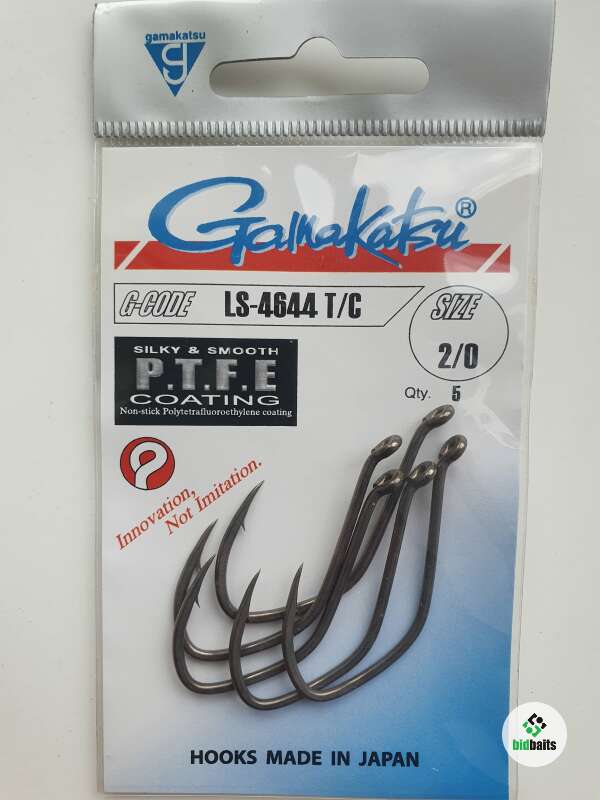 gamakatsu
g
Gamakatsu®
G-CODE LS-4644 T/C SIZE
2/0
Qty. 5
SILKY & SMOOTH
P.T.F.E
COATING
Non-stick Polytetrafluoroethylene coating
Innovation,
Not Imitation.
HOOKS MADE IN JAPAN
bidbaits